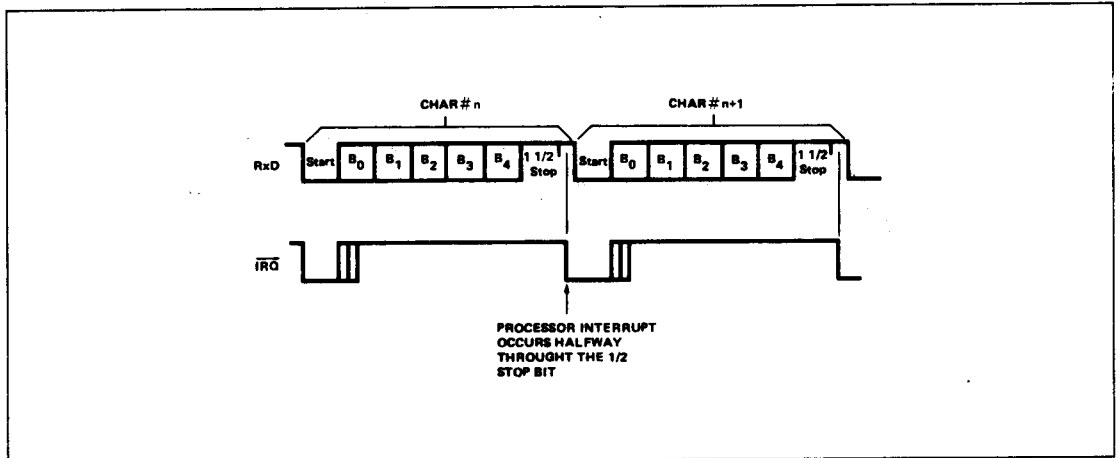 CHAR # n CHAR # n+1
RxD Start B0 B1 B2 B3 B4 1 1/2 Stop Start B0 B1 B2 B3 B4 1 1/2 Stop
IRQ
PROCESSOR INTERRUPT
OCCURS HALFWAY
THROUGHT THE 1/2
STOP BIT